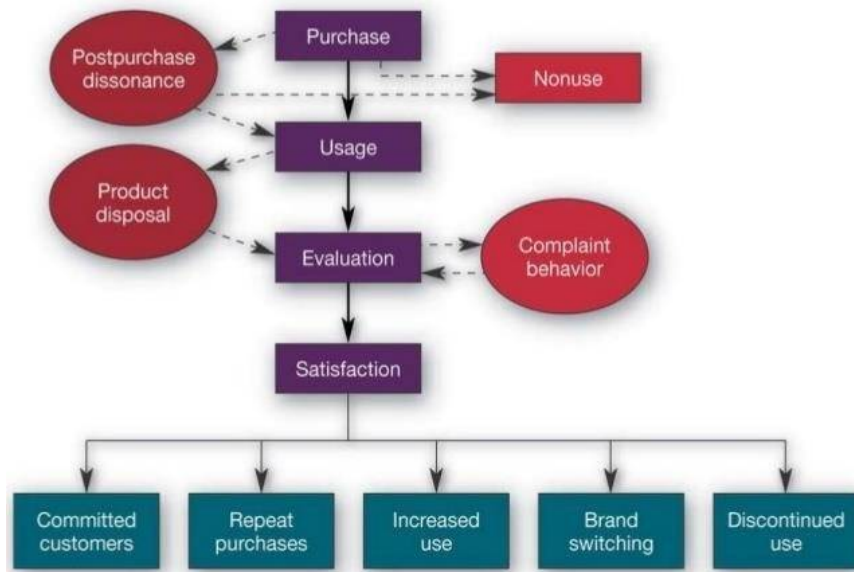 Purchase
Postpurchase
dissonance
Nonuse
Usage
Product
disposal
Evaluation
Complaint
behavior
Satisfaction
Committed
customers
Repeat
purchases
Increased
use
Brand
switching
Discontinued
use